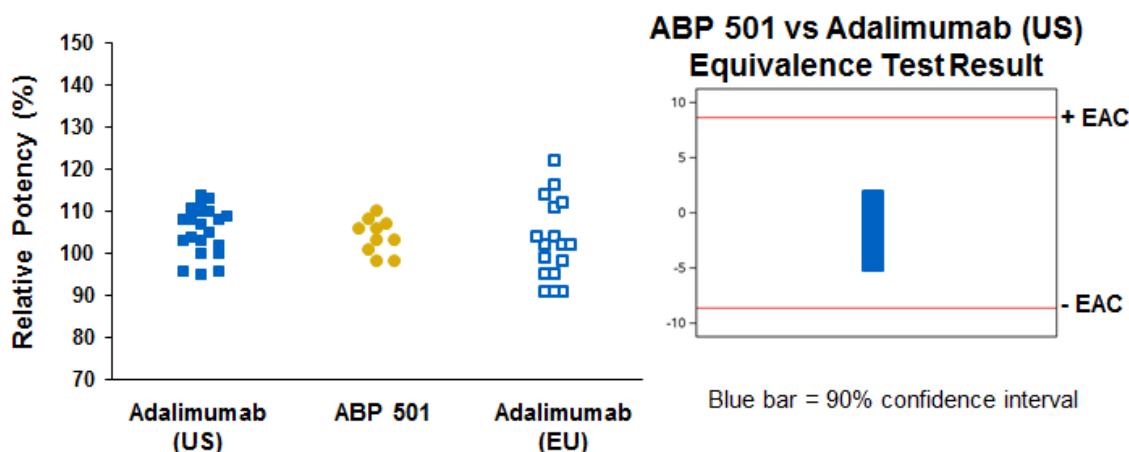 Relative Potency (%)
150
140
130
120
110
100
90
80
70
Adalimumab
(US)
ABP 501
Adalimumab
(EU)
ABP 501 vs Adalimumab (US)
Equivalence Test Result
10
5
0
-5
-10
+ EAC
- EAC
Blue bar = 90% confidence interval